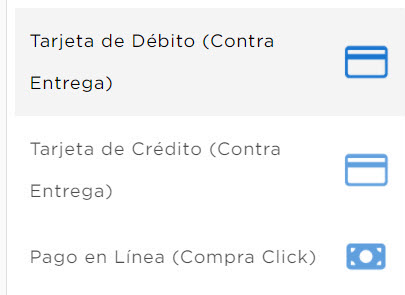 Tarjeta de Débito (Contra
Entrega)
Tarjeta de Crédito (Contra
Entrega)
Pago en Línea (Compra Click)